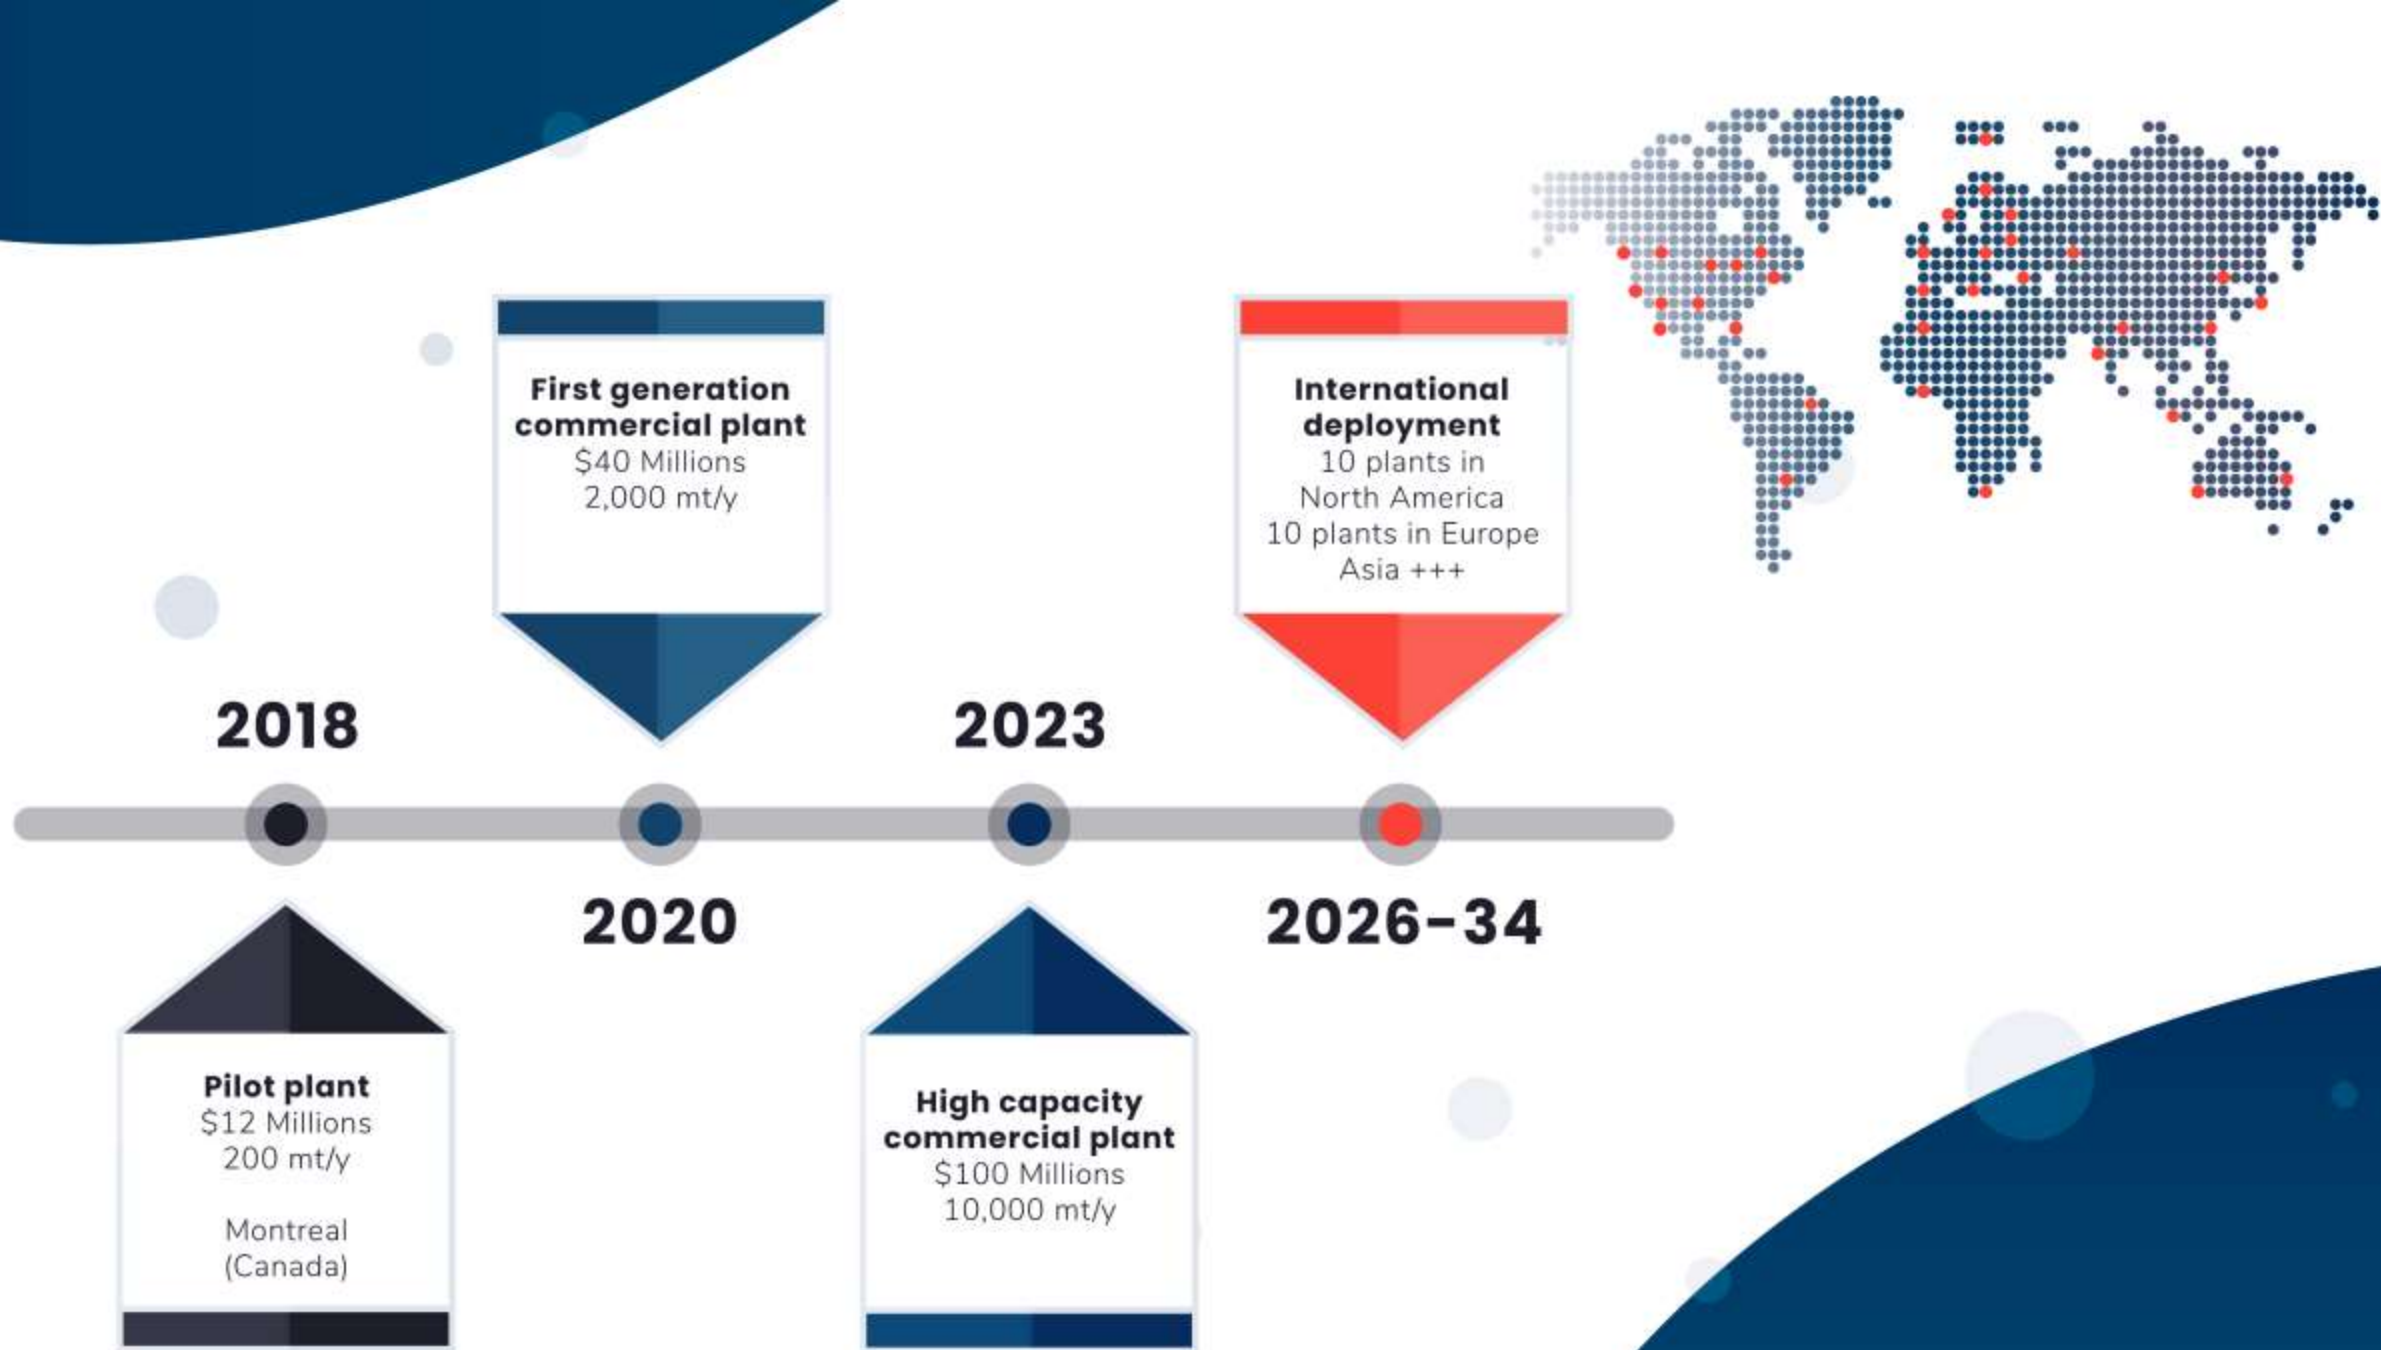 First generation
commercial plant
$40 Millions
2,000 mt/y
International
deployment
10 plants in
North America
10 plants in Europe
Asia +++
2018
2023
2020
2026-34
Pilot plant
$12 Millions
200 mt/y
Montreal
(Canada)
High capacity
commercial plant
$100 Millions
10,000 mt/y